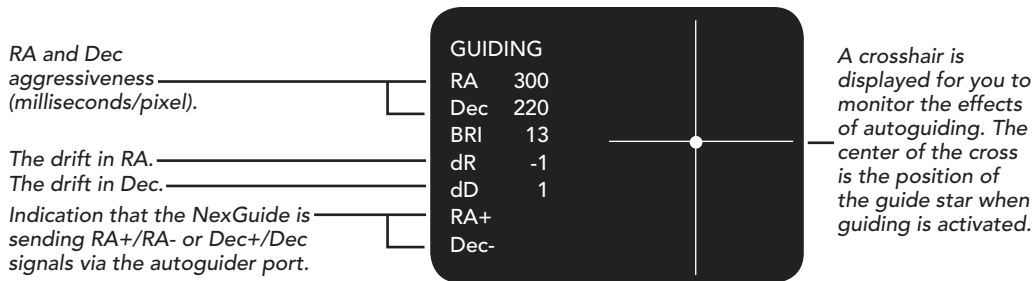 RA and Dec
aggressiveness
(milliseconds/pixel).
The drift in RA.
The drift in Dec.
Indication that the NexGuide is
sending RA+/RA- or Dec+/Dec
signals via the autoguider port.
GUIDING
RA 300
Dec 220
BRI 13
dR -1
dD 1
RA+
Dec-
A crosshair is
displayed for you to
monitor the effects
of autoguiding. The
center of the cross
is the position of
the guide star when
guiding is activated.